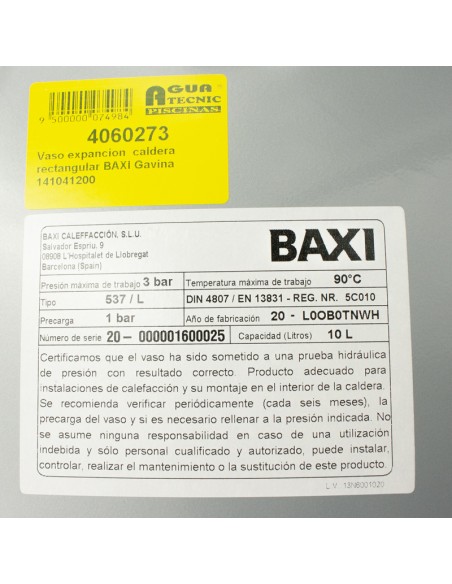 AGUA
TECNIC
PISCINAS
9 500000 074984
4060273
Vaso expancion caldera
rectangular BAXI Gavina
141041200
BAXI CALEFFACCIÓN, S.L.U.
Salvador Espriu, 9
08908 L'Hospitalet de Llobregat
Barcelona (Spain)
BAXI
Presión máxima de trabajo 3 bar
Temperatura máxima de trabajo 90°C
Tipo 537 / L
DIN 4807 / EN 13831 - REG. NR. 5C010
Precarga 1 bar
Año de fabricación 20 - L0OB0TNWH
Número de serie 20- 000001600025
Capacidad (Litros) 10 L
Certificamos que el vaso ha sido sometido a una prueba hidráulica
de presión con resultado correcto. Producto adecuado para
instalaciones de calefacción y su montaje en el interior de la caldera.
Se recomienda verificar periódicamente (cada seis meses), la
precarga del vaso y si es necesario rellenar a la presión indicada. No
se asume ninguna responsabilidad en caso de una utilización
indebida y sólo personal cualificado y autorizado, puede instalar,
controlar, realizar el mantenimiento o la sustitución de este producto.
L.V. 13N6001020